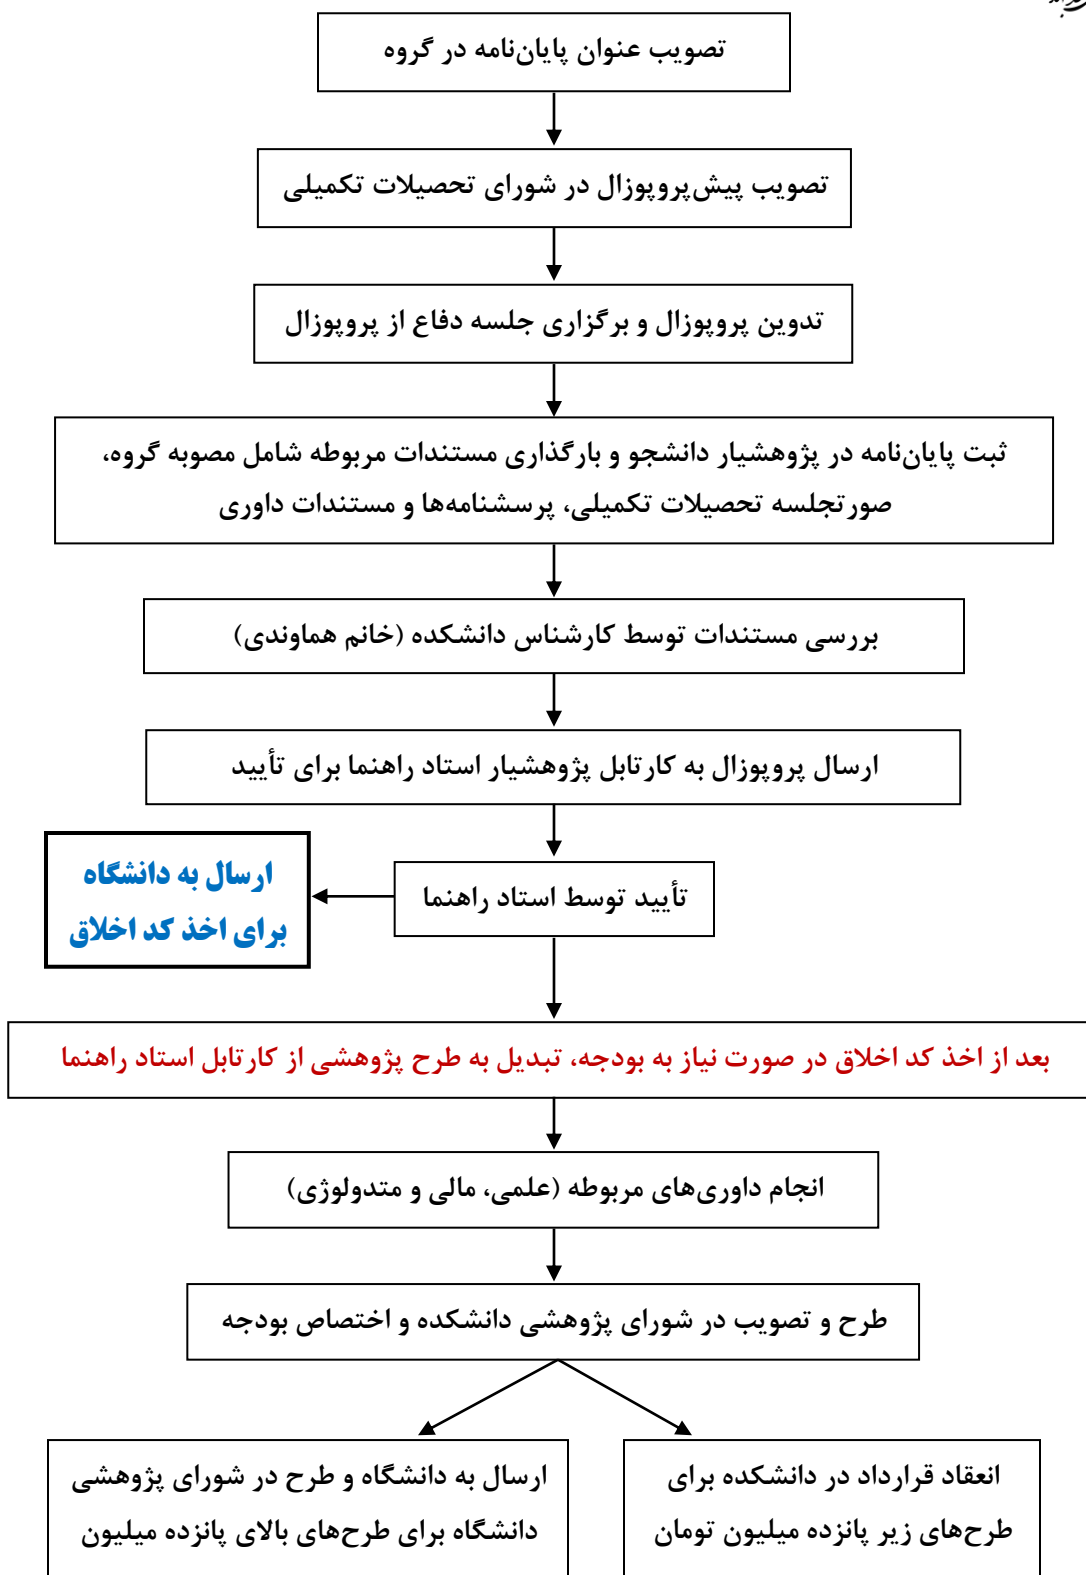 تصویب عنوان پایان‌نامه در گروه
تصویب پیش‌پروپوزال در شورای تحصیلات تکمیلی
تدوین پروپوزال و برگزاری جلسه دفاع از پروپوزال
ثبت پایان‌نامه در پژوهشیار دانشجو و بارگذاری مستندات مربوطه شامل مصوبه گروه،
صورتجلسه تحصیلات تکمیلی، پرسشنامه‌ها و مستندات داوری
بررسی مستندات توسط کارشناس دانشکده (خانم هماوندی)
ارسال پروپوزال به کارتابل پژوهشیار استاد راهنما برای تأیید
تأیید توسط استاد راهنما
ارسال به دانشگاه
برای اخذ کد اخلاق
بعد از اخذ کد اخلاق در صورت نیاز به بودجه، تبدیل به طرح پژوهشی از کارتابل استاد راهنما
انجام داوری‌های مربوطه (علمی، مالی و متدولوژی)
طرح و تصویب در شورای پژوهشی دانشکده و اختصاص بودجه
انعقاد قرارداد در دانشکده برای
طرح‌های زیر پانزده میلیون تومان
ارسال به دانشگاه و طرح در شورای پژوهشی
دانشگاه برای طرح‌های بالای پانزده میلیون